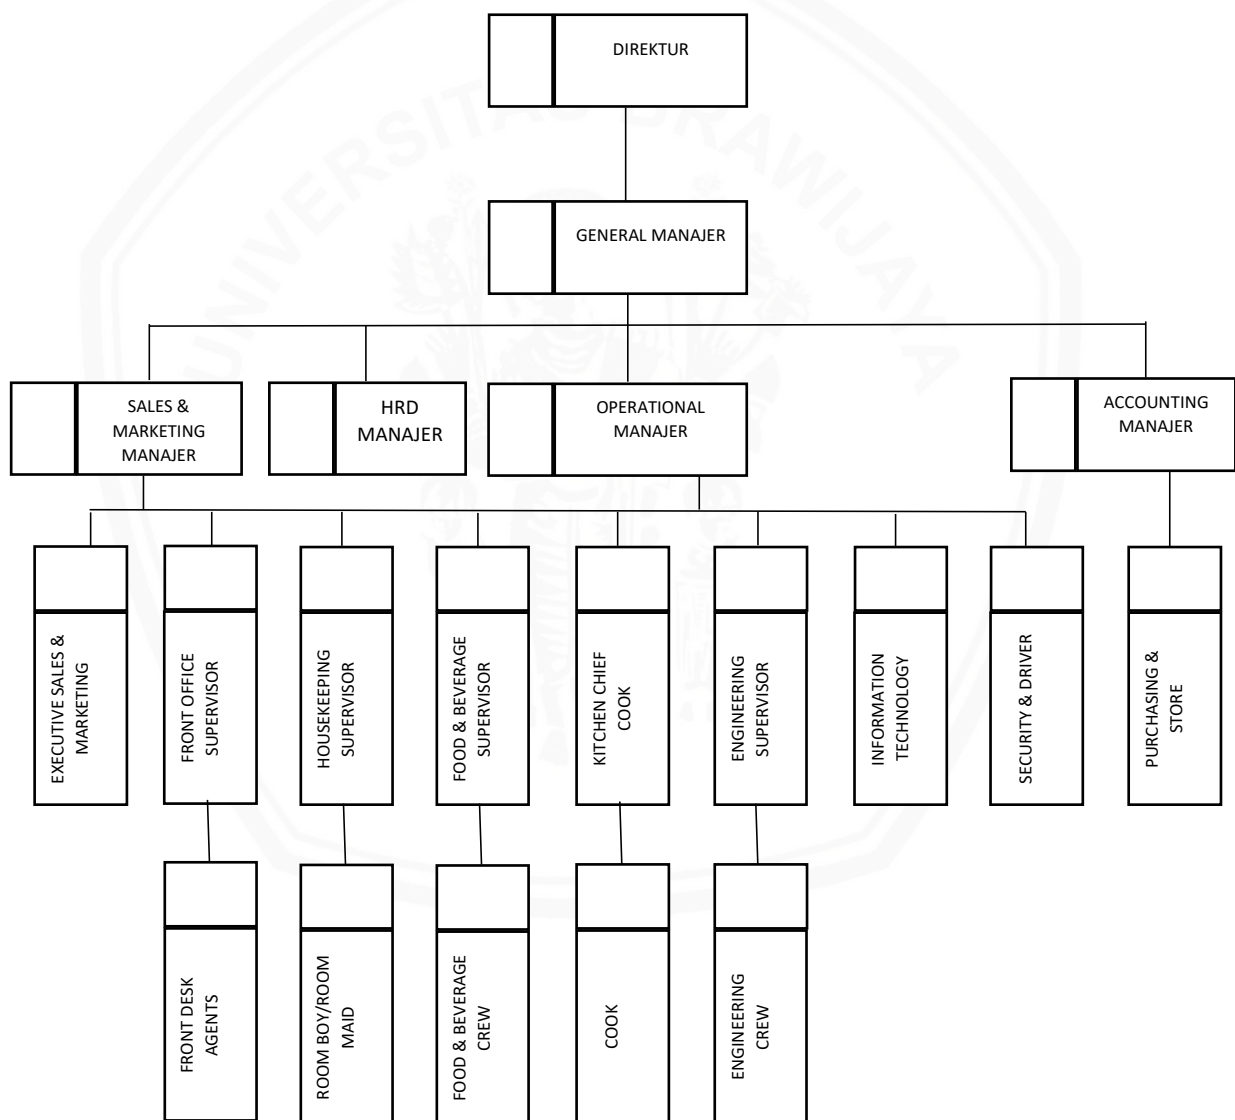 UNIVERSITAS BRAWIJAYA
DIREKTUR
GENERAL MANAJER
SALES &
MARKETING
MANAJER
HRD
MANAJER
OPERATIONAL
MANAJER
ACCOUNTING
MANAJER
EXECUTIVE SALES &
MARKETING
FRONT OFFICE
SUPERVISOR
HOUSEKEEPING
SUPERVISOR
FOOD & BEVERAGE
SUPERVISOR
KITCHEN CHIEF
COOK
ENGINEERING
SUPERVISOR
INFORMATION
TECHNOLOGY
SECURITY & DRIVER
PURCHASING &
STORE
FRONT DESK
AGENTS
ROOM BOY/ROOM
MAID
FOOD & BEVERAGE
CREW
COOK
ENGINEERING
CREW